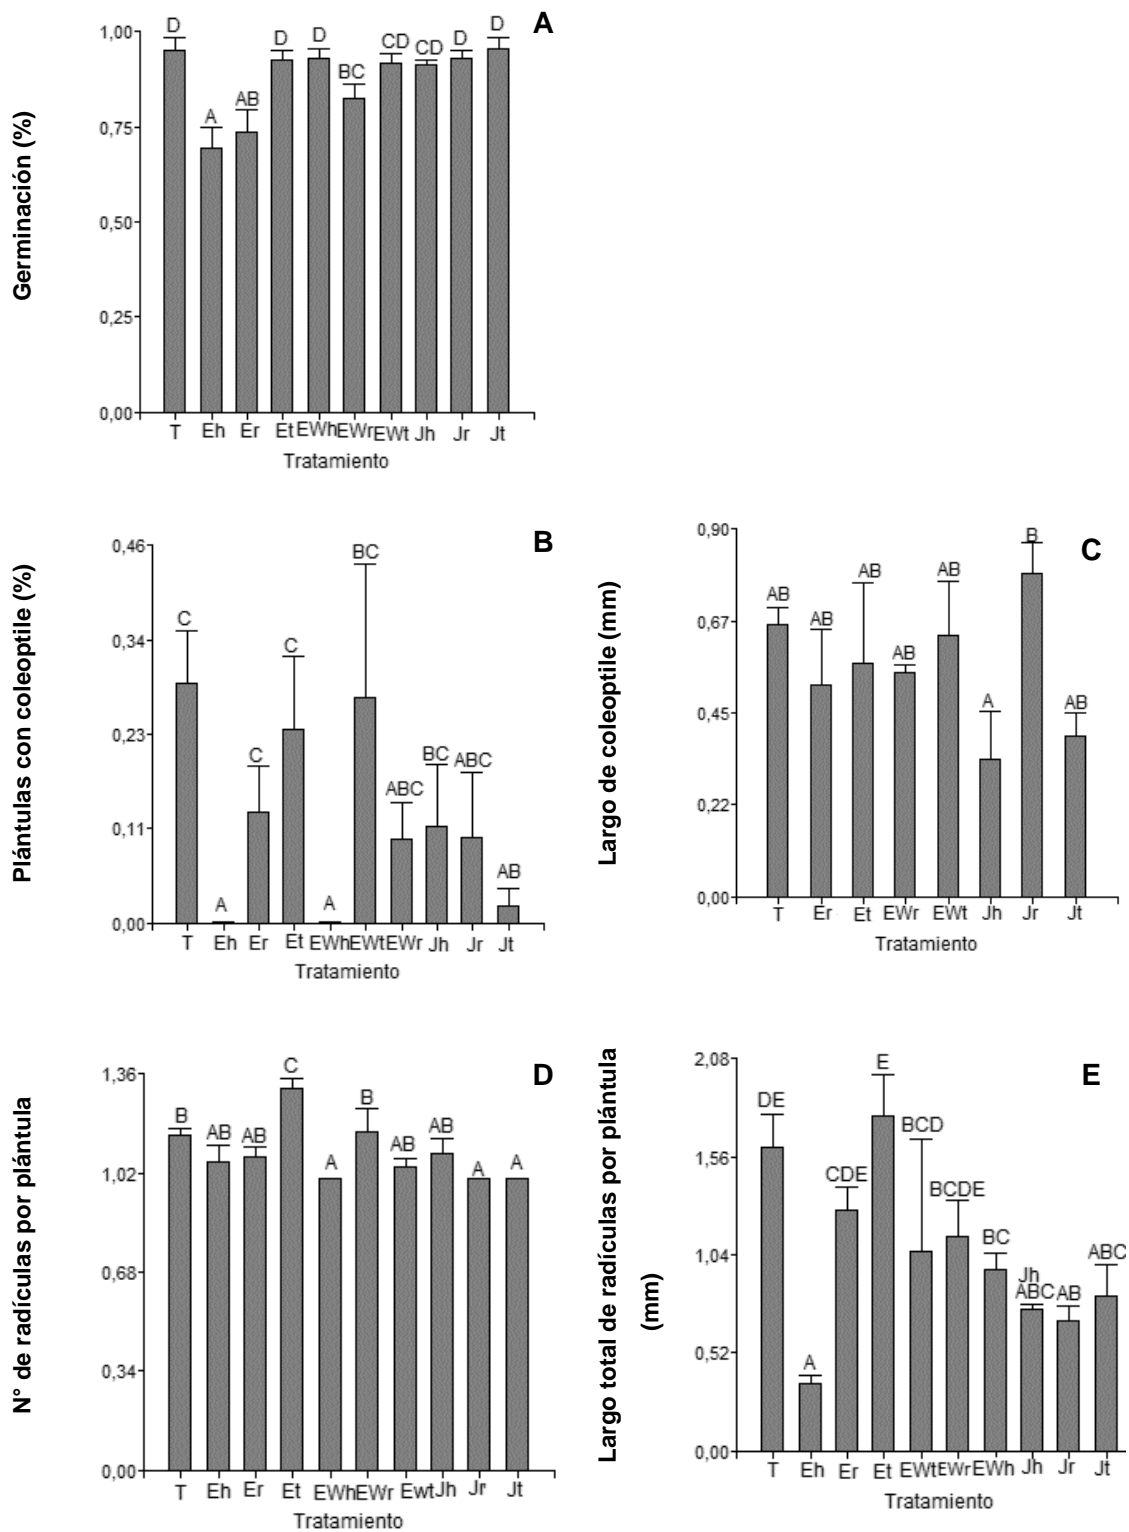 A
Germinación (%)
1,00
0,75
0,50
0,25
0,00
D
A
AB
D
D
BC
CD
CD
D
D
T Eh Er Et EWh EWr EWt Jh Jr Jt
Tratamiento
B
Plántulas con coleoptile (%)
0,46
0,34
0,23
0,11
0,00
C
A
C
C
A
BC
ABC
BC
ABC
AB
T Eh Er Et EWh EWt EWr Jh Jr Jt
Tratamiento
C
Largo de coleoptile (mm)
0,90
0,67
0,45
0,22
0,00
AB
AB
AB
AB
AB
A
B
AB
T Er Et EWr EWt Jh Jr Jt
Tratamiento
D
N° de radículas por plántula
1,36
1,02
0,68
0,34
0,00
B
AB
AB
C
A
B
AB
AB
A
A
T Eh Er Et EWh EWr Ewt Jh Jr Jt
Tratamiento
E
Largo total de radículas por plántula
(mm)
2,08
1,56
1,04
0,52
0,00
DE
A
CDE
E
BCD
BCDE
BC
Jh
ABC
AB
ABC
T Eh Er Et EWt EWr EWh Jh Jr Jt
Tratamiento